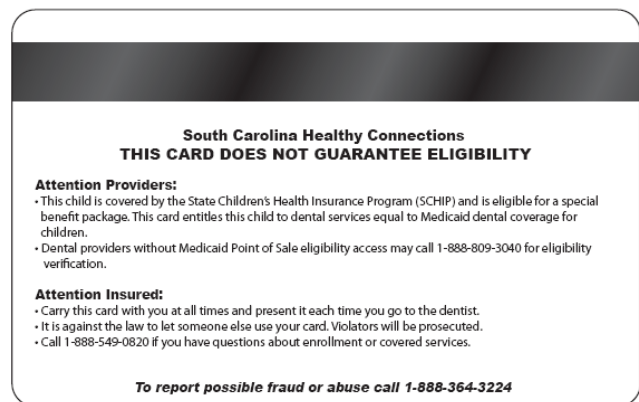 South Carolina Healthy Connections
THIS CARD DOES NOT GUARANTEE ELIGIBILITY
Attention Providers:
• This child is covered by the State Children's Health Insurance Program (SCHIP) and is eligible for a special
benefit package. This card entitles this child to dental services equal to Medicaid dental coverage for
children.
• Dental providers without Medicaid Point of Sale eligibility access may call 1-888-809-3040 for eligibility
verification.
Attention Insured:
• Carry this card with you at all times and present it each time you go to the dentist.
• It is against the law to let someone else use your card. Violators will be prosecuted.
• Call 1-888-549-0820 if you have questions about enrollment or covered services.
To report possible fraud or abuse call 1-888-364-3224